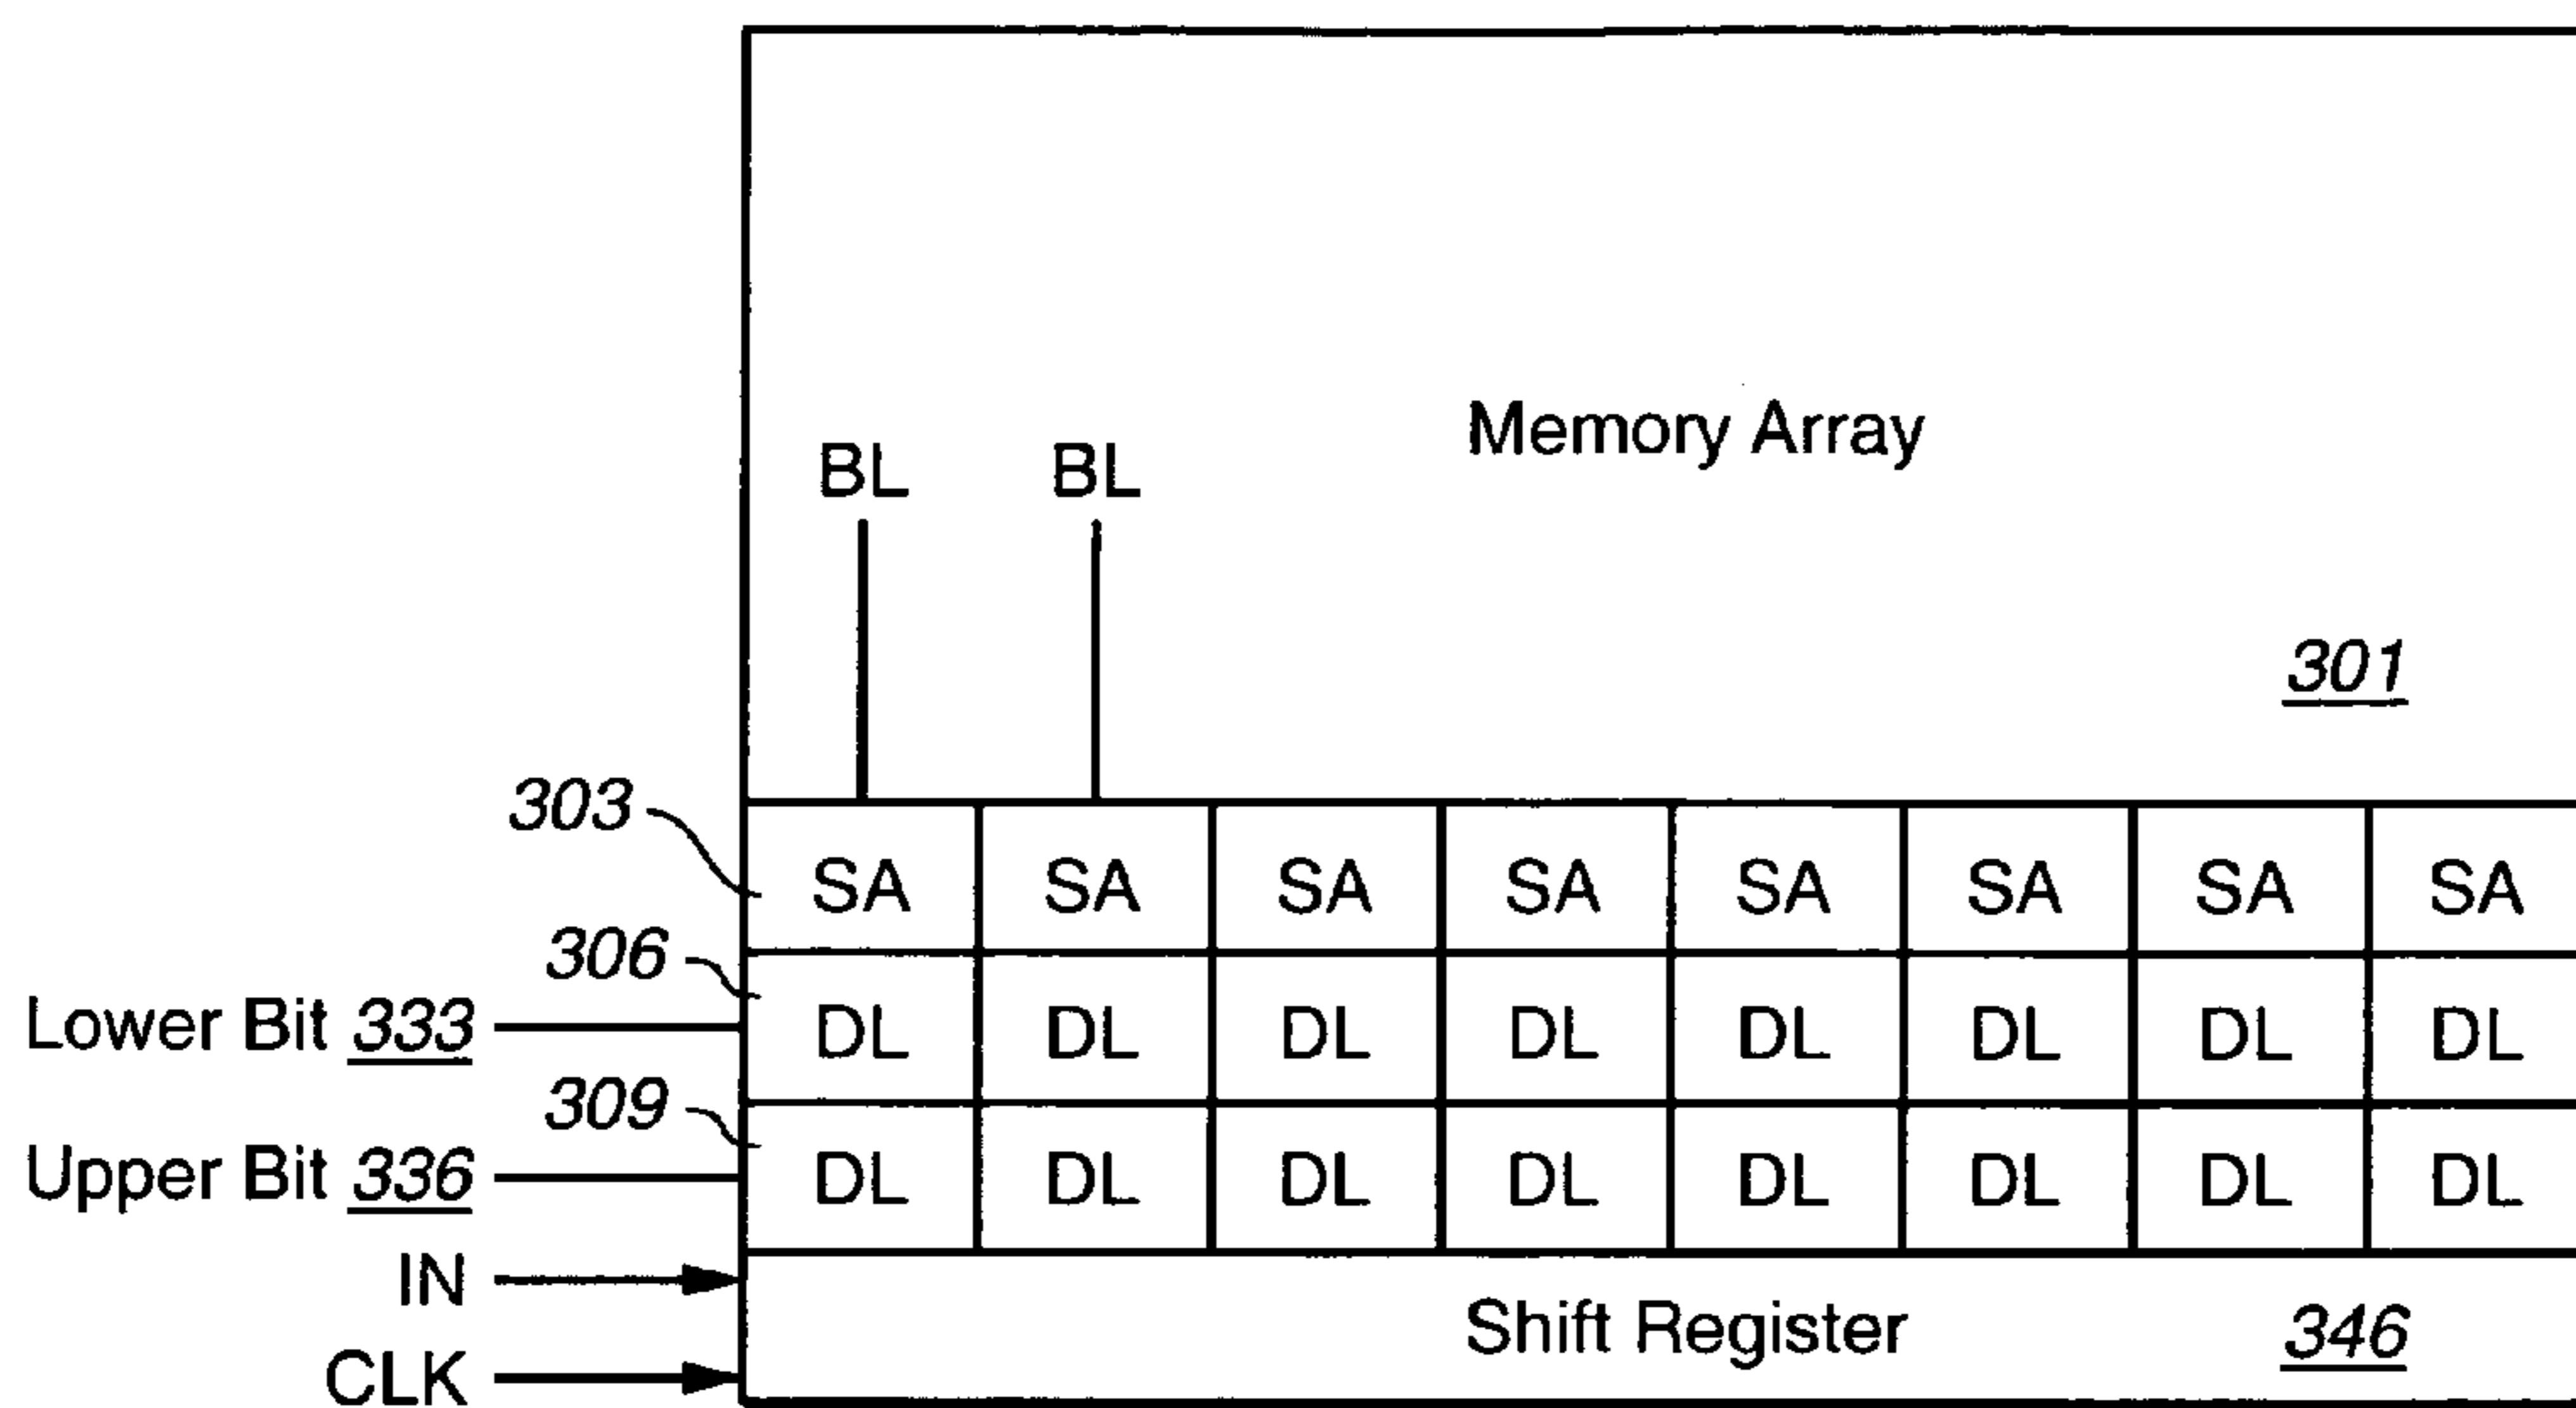 Memory Array
BL BL
301
303
SA SA SA SA SA SA SA SA
306
Lower Bit 333
DL DL DL DL DL DL DL DL
309
Upper Bit 336
DL DL DL DL DL DL DL DL
IN
Shift Register 346
CLK